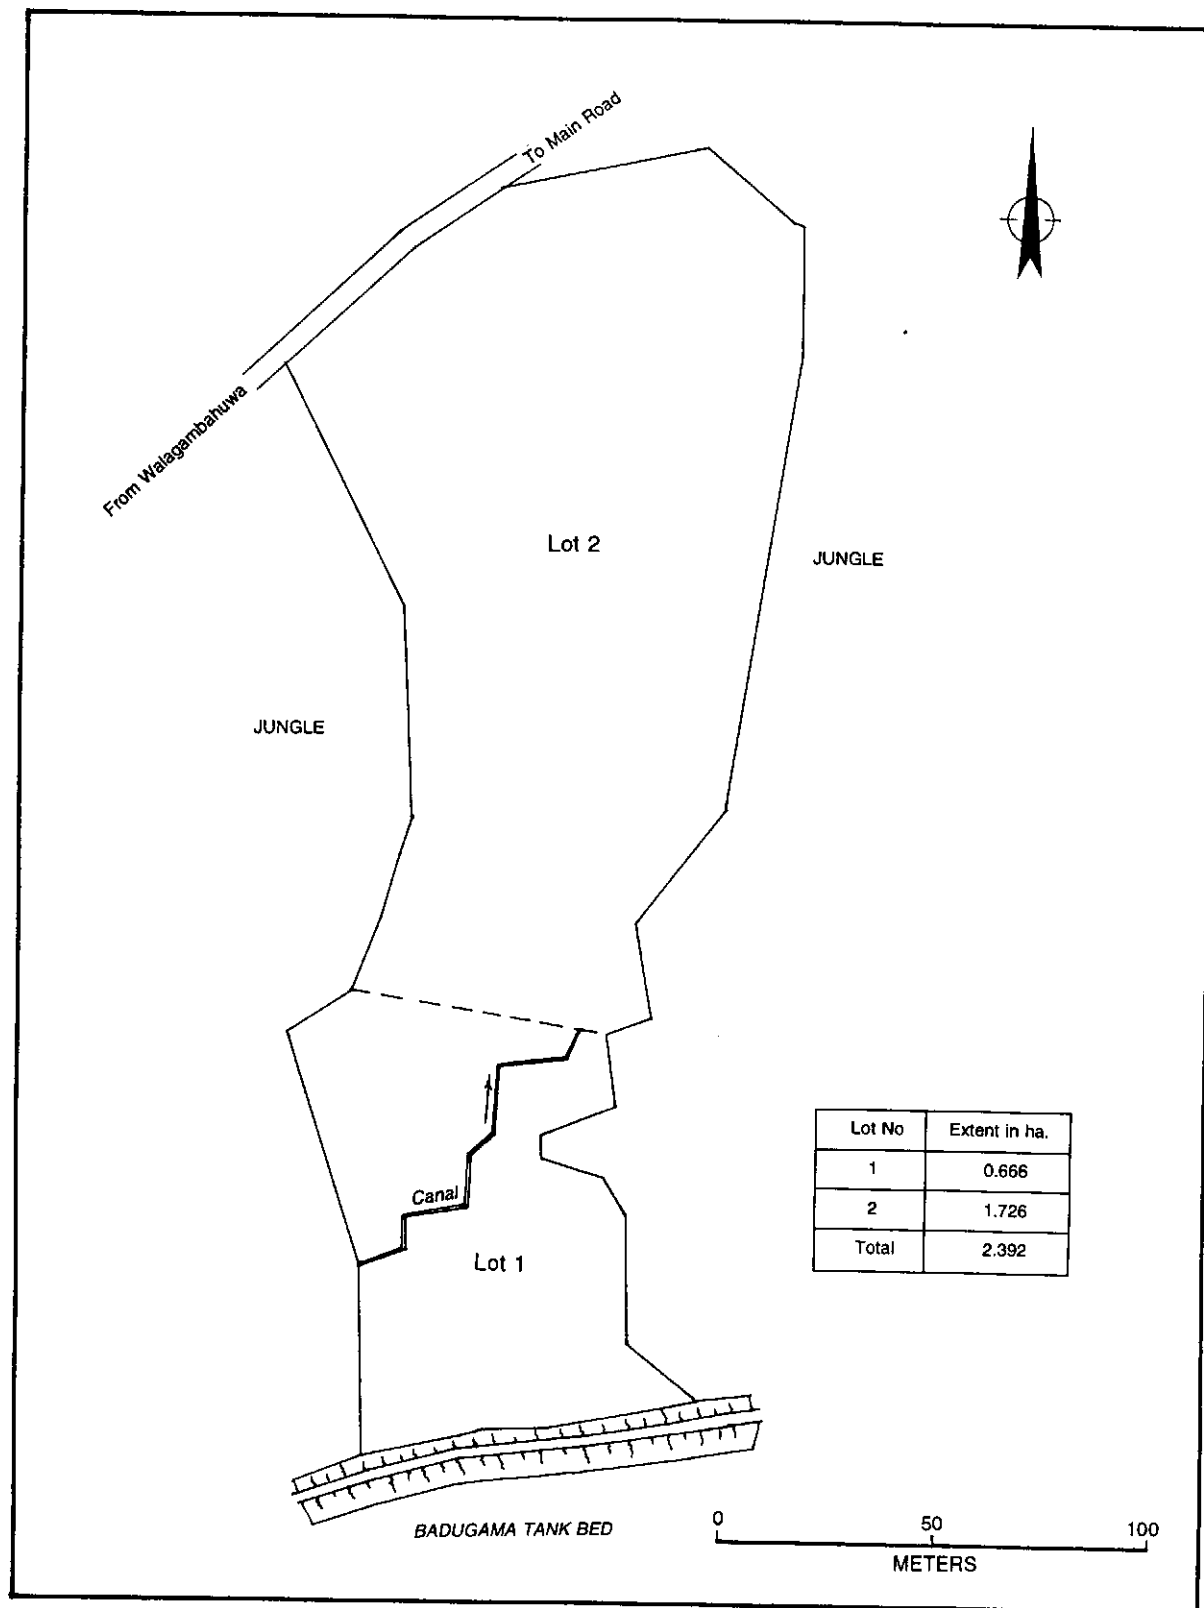 To Main Road
From Walagambahuwa
Lot 2
JUNGLE
JUNGLE
Lot No Extent in ha.
1 0.666
2 1.726
Total 2.392
Canal
Lot 1
BADUGAMA TANK BED
0 50 100
METERS